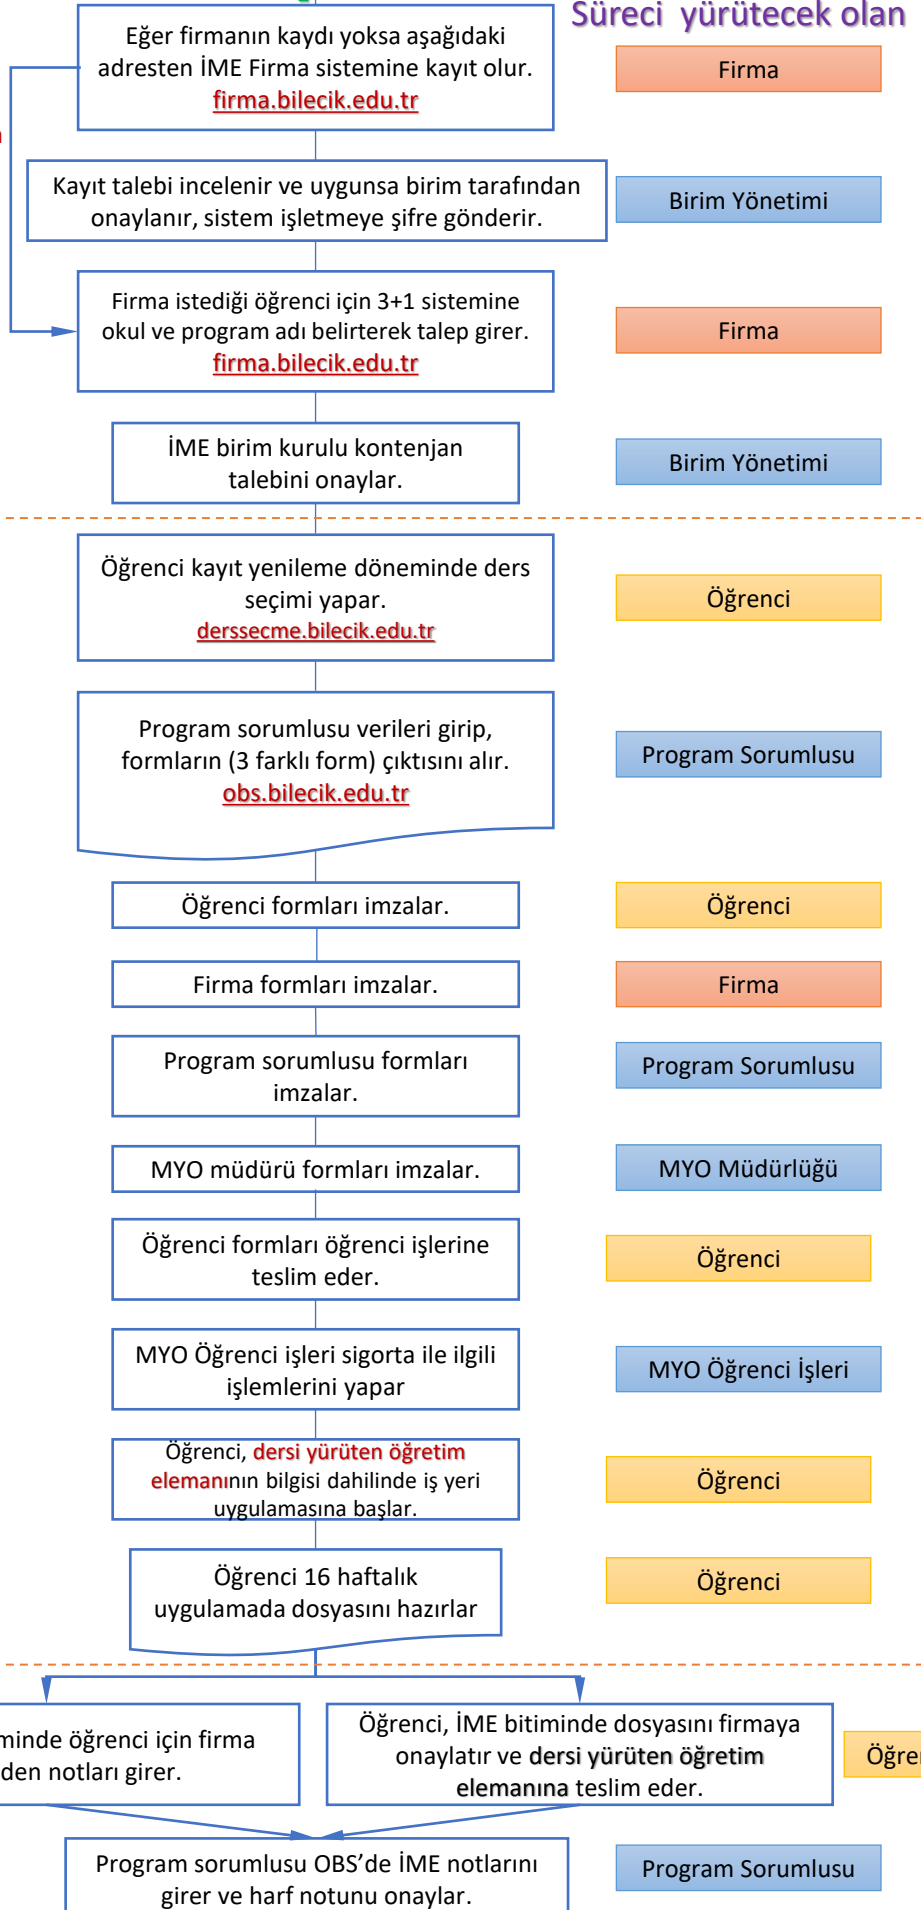 Süreci yürütecek olan
Eğer firmanın kaydı yoksa aşağıdaki
adresten İME Firma sistemine kayıt olur.
firma.bilecik.edu.tr
Firma
Kayıt talebi incelenir ve uygunsa birim tarafından
onaylanır, sistem işletmeye şifre gönderir.
Birim Yönetimi
Firma istediği öğrenci için 3+1 sistemine
okul ve program adı belirterek talep girer.
firma.bilecik.edu.tr
Firma
İME birim kurulu kontenjan
talebini onaylar.
Birim Yönetimi
Öğrenci kayıt yenileme döneminde ders
seçimi yapar.
derssecme.bilecik.edu.tr
Öğrenci
Program sorumlusu verileri girip,
formların (3 farklı form) çıktısını alır.
obs.bilecik.edu.tr
Program Sorumlusu
Öğrenci formları imzalar.
Öğrenci
Firma formları imzalar.
Firma
Program sorumlusu formları
imzalar.
Program Sorumlusu
MYO müdürü formları imzalar.
MYO Müdürlüğü
Öğrenci formları öğrenci işlerine
teslim eder.
Öğrenci
MYO Öğrenci işleri sigorta ile ilgili
işlemlerini yapar
MYO Öğrenci İşleri
Öğrenci, dersi yürüten öğretim
elemanının bilgisi dahilinde iş yeri
uygulamasına başlar.
Öğrenci
Öğrenci 16 haftalık
uygulamada dosyasını hazırlar
Öğrenci
minde öğrenci için firma
den notları girer.
Öğrenci, İME bitiminde dosyasını firmaya
onaylatır ve dersi yürüten öğretim
elemanına teslim eder.
Öğre
Program sorumlusu OBS’de İME notlarını
girer ve harf notunu onaylar.
Program Sorumlusu